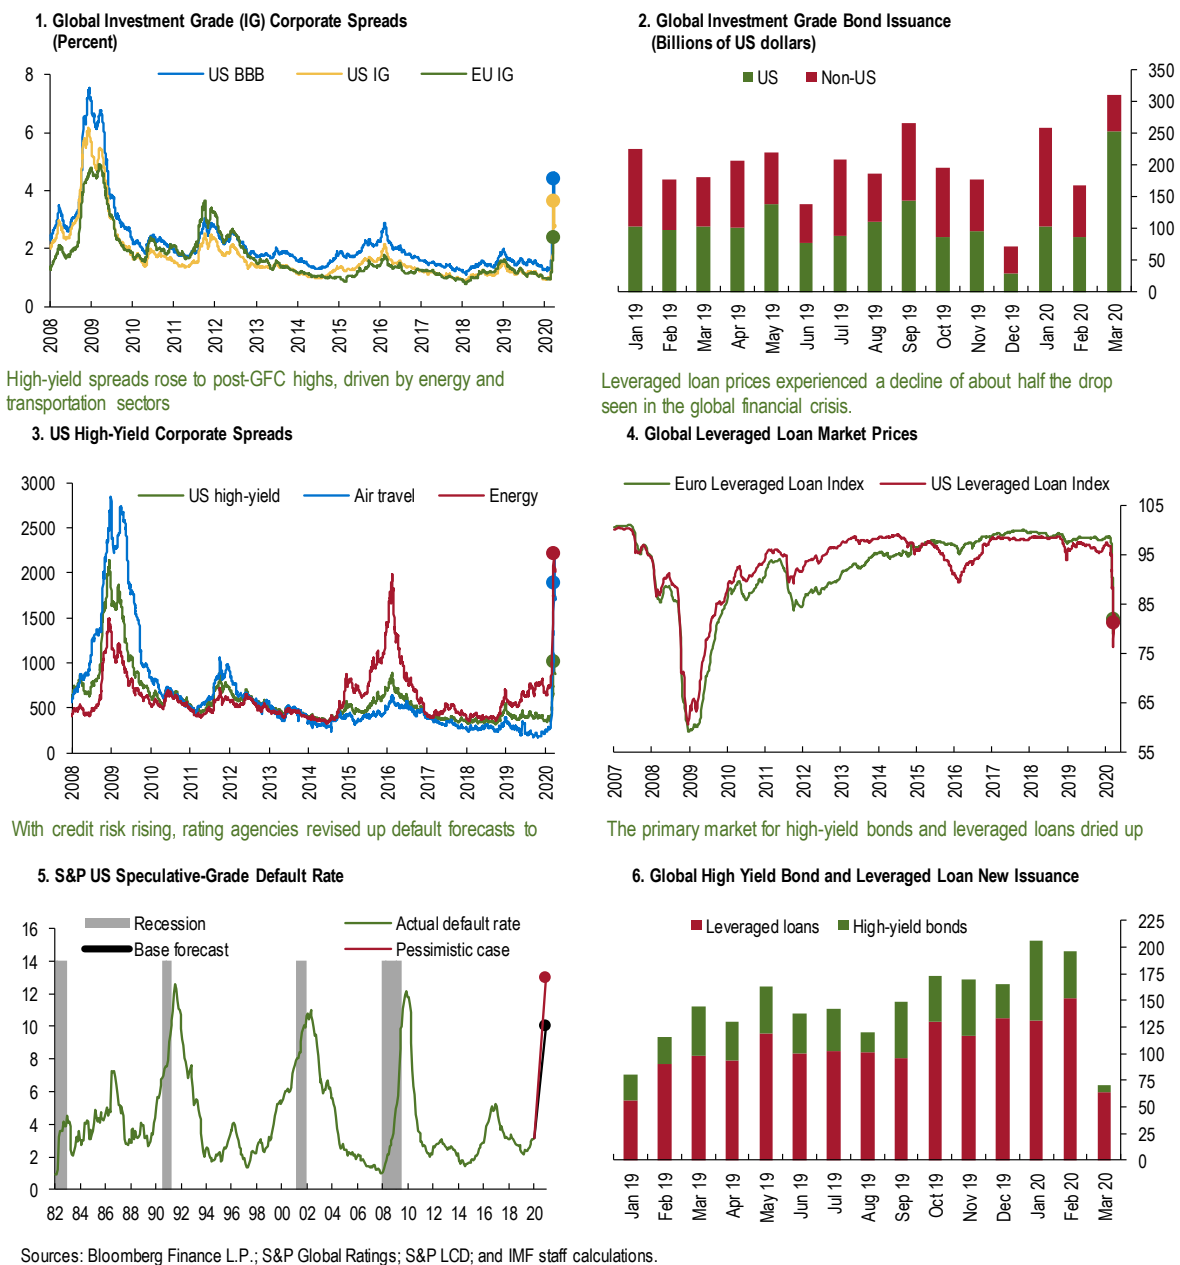 1. Global Investment Grade (IG) Corporate Spreads
(Percent)
US BBB US IG EU IG
8
6
4
2
0
2008 2009 2010 2011 2012 2013 2014 2015 2016 2017 2018 2019 2020
2. Global Investment Grade Bond Issuance
(Billions of US dollars)
US Non-US
350
300
250
200
150
100
50
0
Jan 19 Feb 19 Mar 19 Apr 19 May 19 Jun 19 Jul 19 Aug 19 Sep 19 Oct 19 Nov 19 Dec 19 Jan 20 Feb 20 Mar 20
High-yield spreads rose to post-GFC highs, driven by energy and
transportation sectors
3. US High-Yield Corporate Spreads
US high-yield Air travel Energy
3000
2500
2000
1500
1000
500
0
2008 2009 2010 2011 2012 2013 2014 2015 2016 2017 2018 2019 2020
Leveraged loan prices experienced a decline of about half the drop
seen in the global financial crisis.
4. Global Leveraged Loan Market Prices
Euro Leveraged Loan Index US Leveraged Loan Index
105
95
85
75
65
55
2007 2008 2009 2010 2011 2012 2013 2014 2015 2016 2017 2018 2019 2020
With credit risk rising, rating agencies revised up default forecasts to
5. S&P US Speculative-Grade Default Rate
Recession Actual default rate
Base forecast Pessimistic case
16
14
12
10
8
6
4
2
0
82 84 86 88 90 92 94 96 98 00 02 04 06 08 10 12 14 16 18 20
The primary market for high-yield bonds and leveraged loans dried up
6. Global High Yield Bond and Leveraged Loan New Issuance
Leveraged loans High-yield bonds
225
200
175
150
125
100
75
50
25
0
Jan 19 Feb 19 Mar 19 Apr 19 May 19 Jun 19 Jul 19 Aug 19 Sep 19 Oct 19 Nov 19 Dec 19 Jan 20 Feb 20 Mar 20
Sources: Bloomberg Finance L.P.; S&P Global Ratings; S&P LCD; and IMF staff calculations.